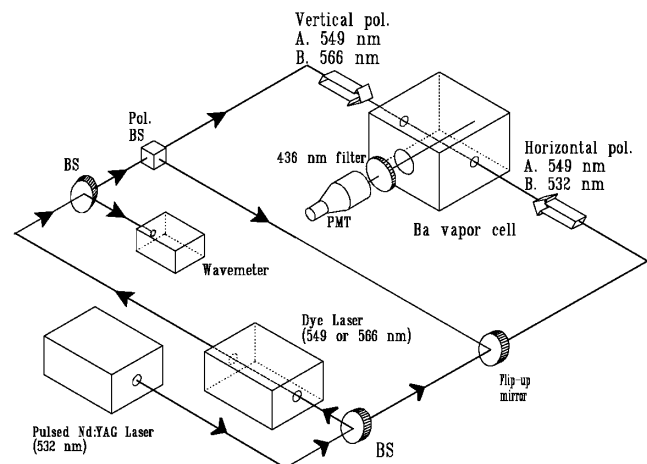 Vertical pol.
A. 549 nm
B. 566 nm
Pol.
BS
BS
436 nm filter
Horizontal pol.
A. 549 nm
B. 532 nm
PMT
Ba vapor cell
Wavemeter
Dye Laser
(549 or 566 nm)
Flip-up
mirror
Pulsed Nd:YAG Laser
(532 nm)
BS